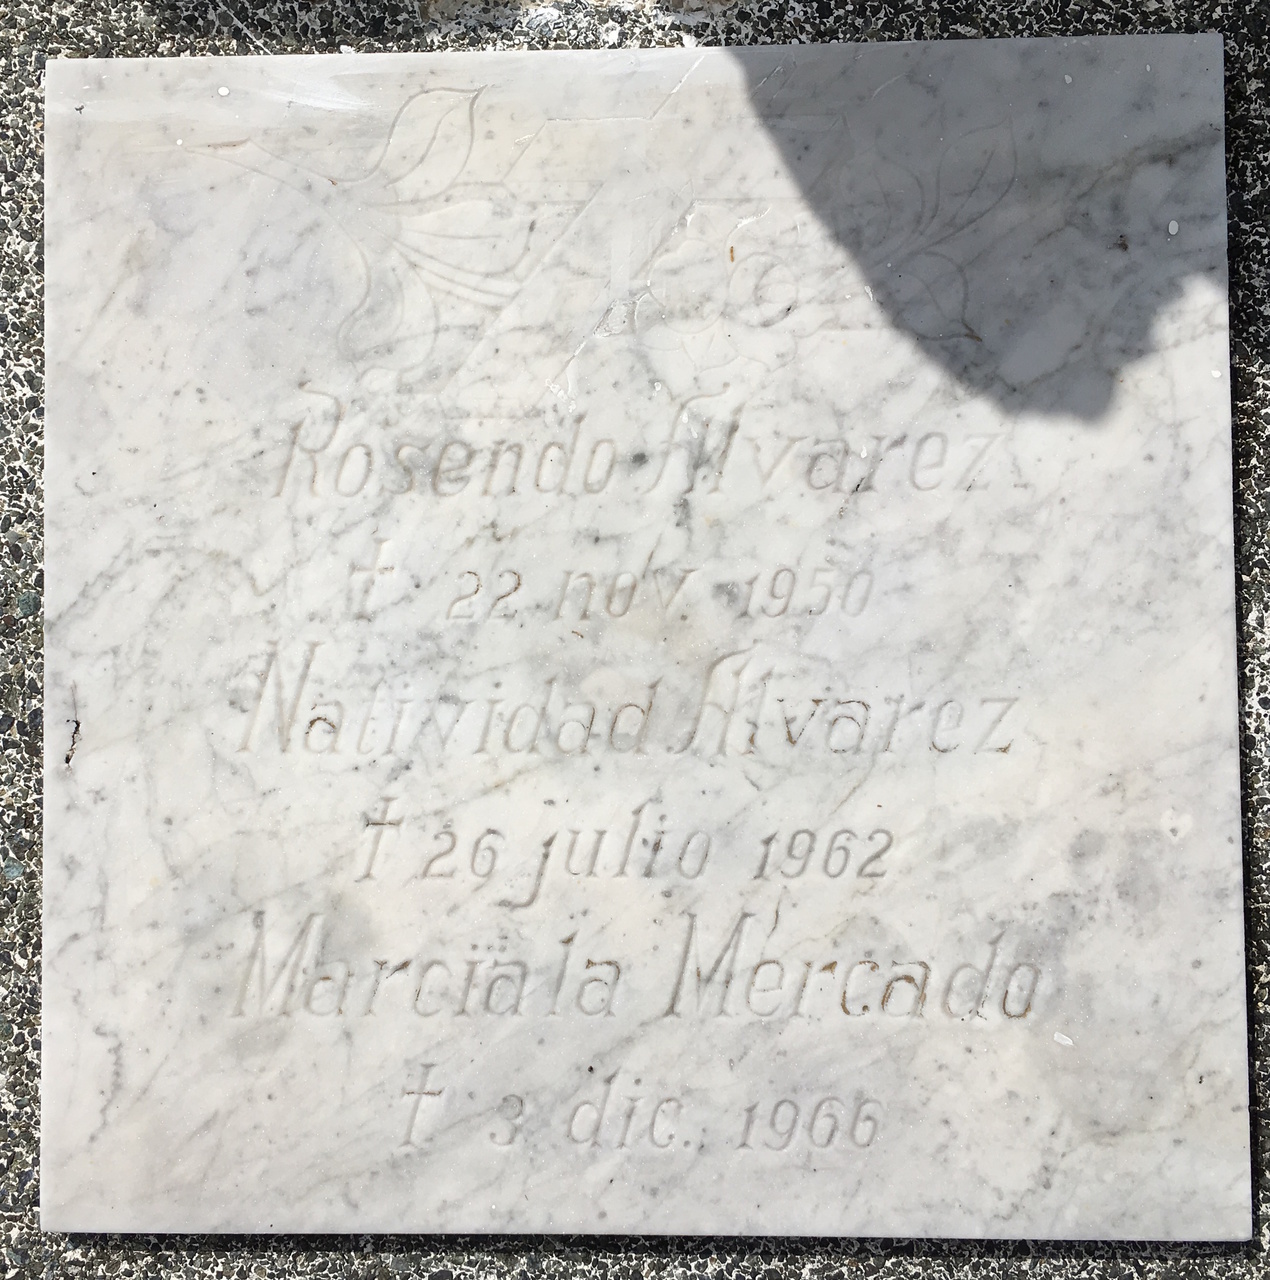 Rosendo Alvarez
† 22 nov. 1950
Natividad Alvarez
† 26 julio 1962
Marciala Mercado
† 3 dic. 1966